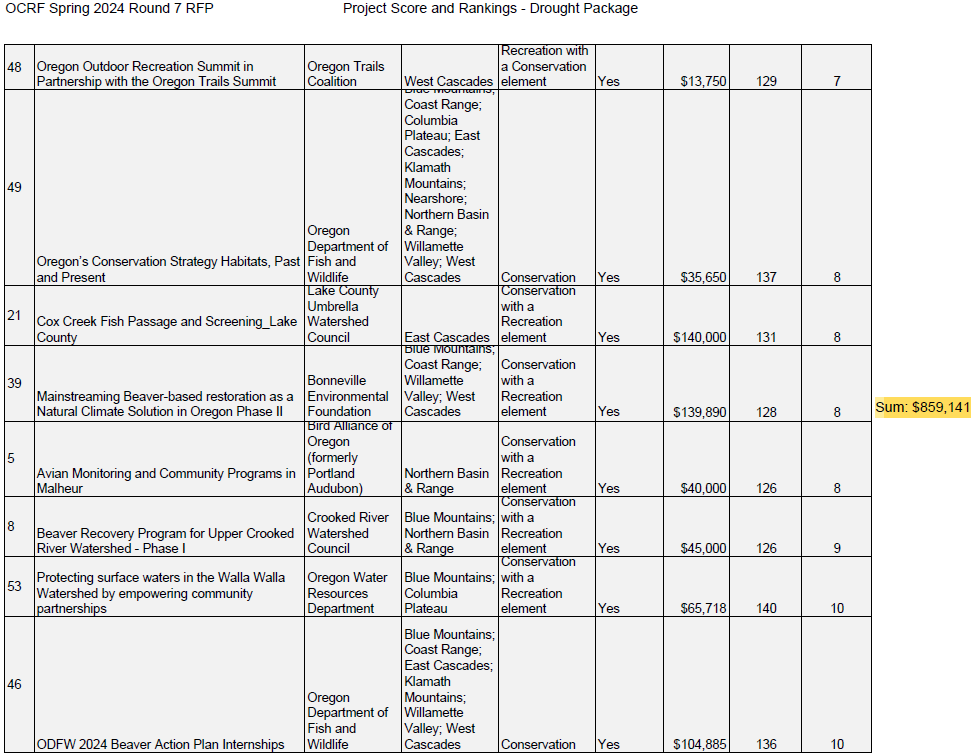 OCRF Spring 2024 Round 7 RFP
Project Score and Rankings - Drought Package
48
Oregon Outdoor Recreation Summit in
Partnership with the Oregon Trails Summit
Oregon Trails
Coalition
West Cascades
Recreation with
a Conservation
element
Yes
$13,750
129
7
49
Oregon's Conservation Strategy Habitats, Past
and Present
Oregon
Department of
Fish and
Wildlife
Blue Mountains;
Coast Range;
Columbia
Plateau; East
Cascades;
Klamath
Mountains;
Nearshore;
Northern Basin
& Range;
Willamette
Valley; West
Cascades
Conservation
Yes
$35,650
137
8
21
Cox Creek Fish Passage and Screening_Lake
County
Lake County
Umbrella
Watershed
Council
East Cascades
Conservation
with a
Recreation
element
Yes
$140,000
131
8
39
Mainstreaming Beaver-based restoration as a
Natural Climate Solution in Oregon Phase II
Bonneville
Environmental
Foundation
Blue Mountains;
Coast Range;
Willamette
Valley; West
Cascades
Conservation
with a
Recreation
element
Yes
$139,890
128
8
Sum: $859,141
5
Avian Monitoring and Community Programs in
Malheur
Bird Alliance of
Oregon
(formerly
Portland
Audubon)
Northern Basin
& Range
Conservation
with a
Recreation
element
Yes
$40,000
126
8
8
Beaver Recovery Program for Upper Crooked
River Watershed - Phase I
Crooked River
Watershed
Council
Blue Mountains;
Northern Basin
& Range
Conservation
with a
Recreation
element
Yes
$45,000
126
9
53
Protecting surface waters in the Walla Walla
Watershed by empowering community
partnerships
Oregon Water
Resources
Department
Blue Mountains;
Columbia
Plateau
Conservation
with a
Recreation
element
Yes
$65,718
140
10
46
ODFW 2024 Beaver Action Plan Internships
Oregon
Department of
Fish and
Wildlife
Blue Mountains;
Coast Range;
East Cascades;
Klamath
Mountains;
Willamette
Valley; West
Cascades
Conservation
Yes
$104,885
136
10